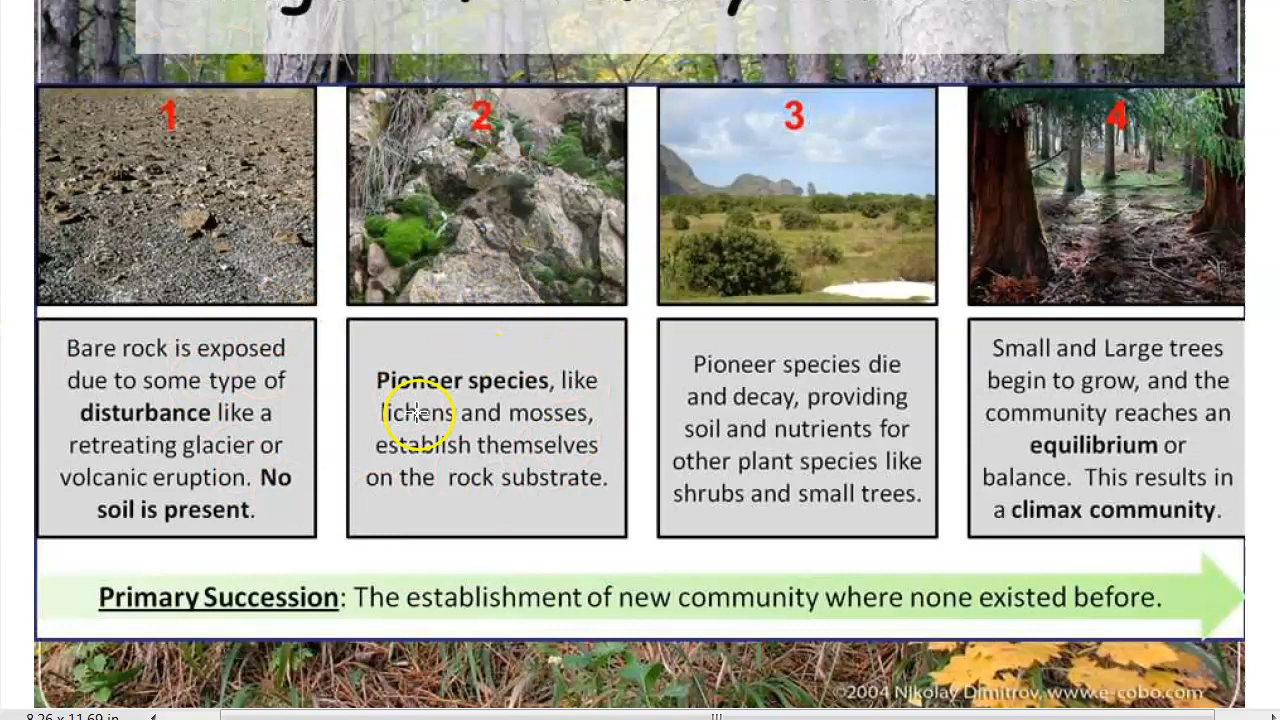 1
2
3
4
Bare rock is exposed
due to some type of
disturbance like a
retreating glacier or
volcanic eruption. No
soil is present.
Pioneer species, like
lichens and mosses,
establish themselves
on the rock substrate.
Pioneer species die
and decay, providing
soil and nutrients for
other plant species like
shrubs and small trees.
Small and Large trees
begin to grow, and the
community reaches an
equilibrium or
balance. This results in
a climax community.
Primary Succession: The establishment of new community where none existed before.
©2004 Nikolay Dimitrov, www.e-cobo.com
8.26 x 11.69 in